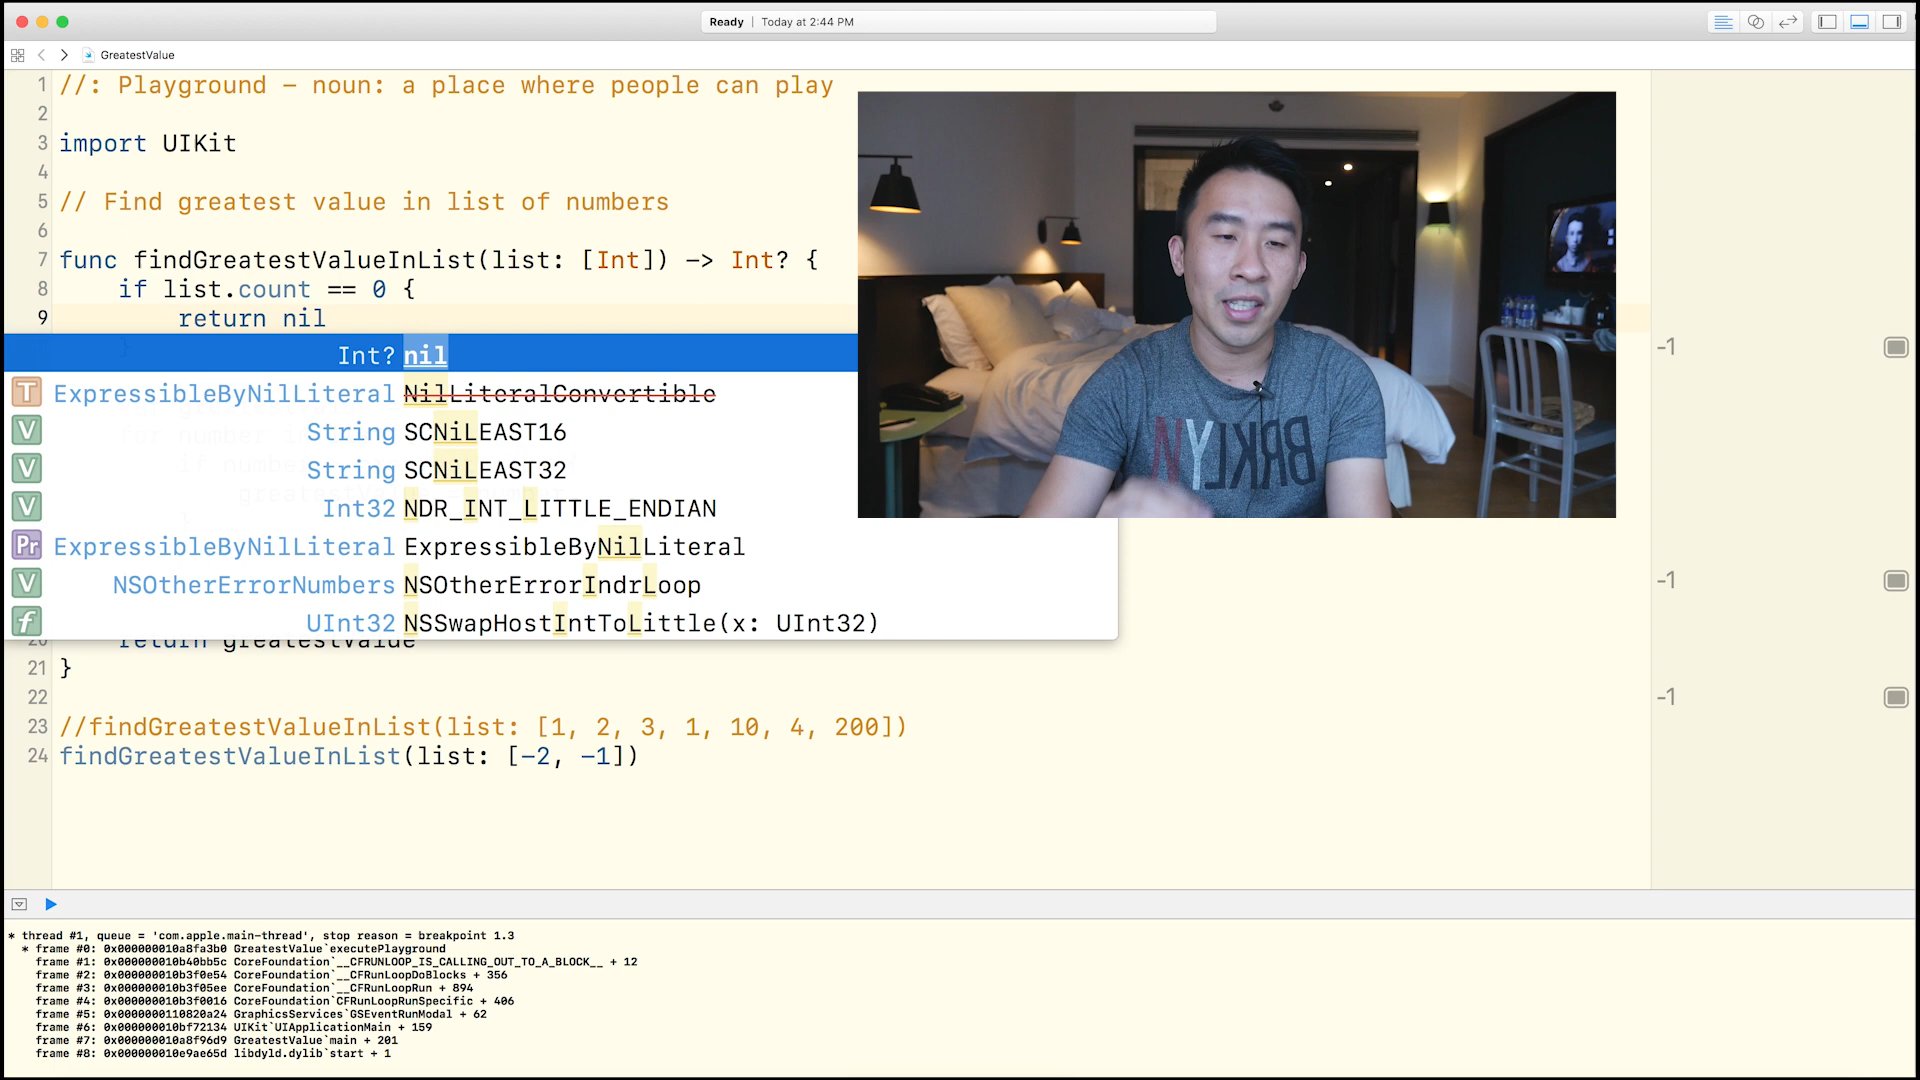 Ready | Today at 2:44 PM
GreatestValue
1 //: Playground – noun: a place where people can play
2
3 import UIKit
4
5 // Find greatest value in list of numbers
6
7 func findGreatestValueInList(list: [Int]) -> Int? {
8 if list.count == 0 {
9 return nil
Int? nil
T ExpressibleByNilLiteral NilLiteralConvertible
V String SCNiLEAST16
V String SCNiLEAST32
V Int32 NDR_INT_LITTLE_ENDIAN
Pr ExpressibleByNilLiteral ExpressibleByNilLiteral
V NSOtherErrorNumbers NSOtherErrorIndrLoop
f UInt32 NSSwapHostIntToLittle(x: UInt32)
20 return greatestValue
21 }
22
23 //findGreatestValueInList(list: [1, 2, 3, 1, 10, 4, 200])
24 findGreatestValueInList(list: [-2, -1])
-1
-1
-1
BRKLYN
* thread #1, queue = 'com.apple.main-thread', stop reason = breakpoint 1.3
* frame #0: 0x000000010a8fa3b0 GreatestValue`executePlayground
frame #1: 0x000000010b40bb5c CoreFoundation`__CFRUNLOOP_IS_CALLING_OUT_TO_A_BLOCK__ + 12
frame #2: 0x000000010b3f0e54 CoreFoundation`__CFRunLoopDoBlocks + 356
frame #3: 0x000000010b3f05ee CoreFoundation`__CFRunLoopRun + 894
frame #4: 0x000000010b3f0016 CoreFoundation`CFRunLoopRunSpecific + 406
frame #5: 0x0000000110820a24 GraphicsServices`GSEventRunModal + 62
frame #6: 0x000000010bf72134 UIKit`UIApplicationMain + 159
frame #7: 0x000000010a8f96d9 GreatestValue`main + 201
frame #8: 0x000000010e9ae65d libdyld.dylib`start + 1